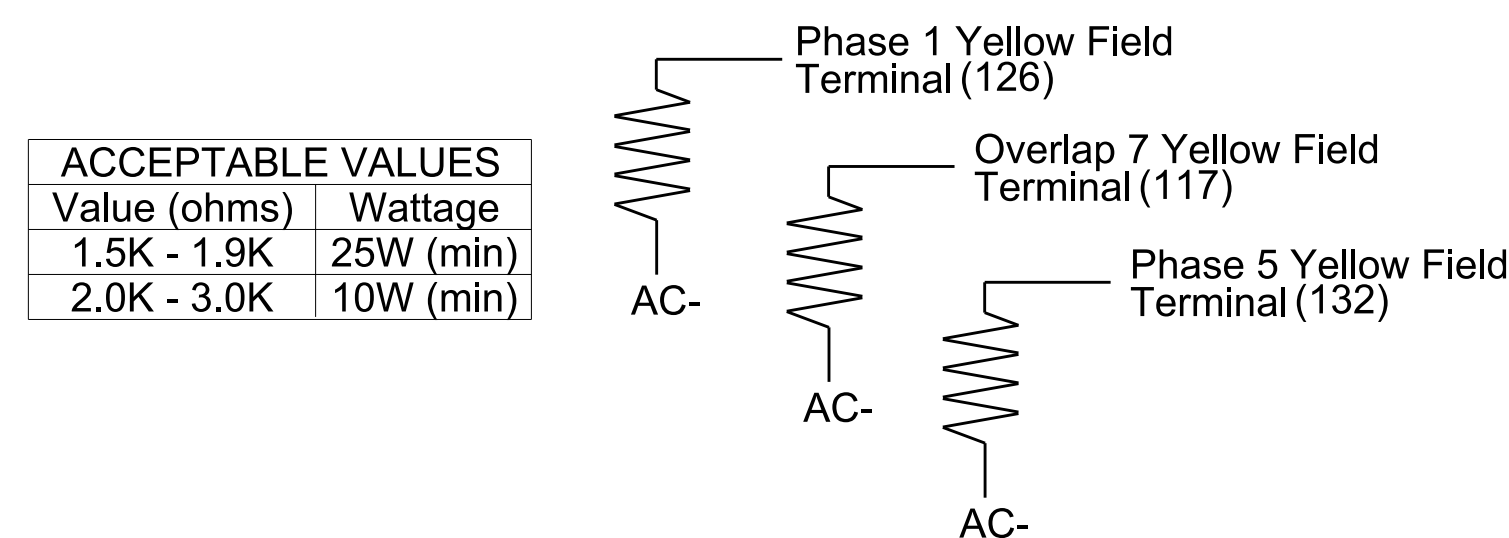 ACCEPTABLE VALUES
Value (ohms) Wattage
1.5K - 1.9K 25W (min)
2.0K - 3.0K 10W (min)
Phase 1 Yellow Field
Terminal (126)
AC-
Overlap 7 Yellow Field
Terminal (117)
AC-
Phase 5 Yellow Field
Terminal (132)
AC-